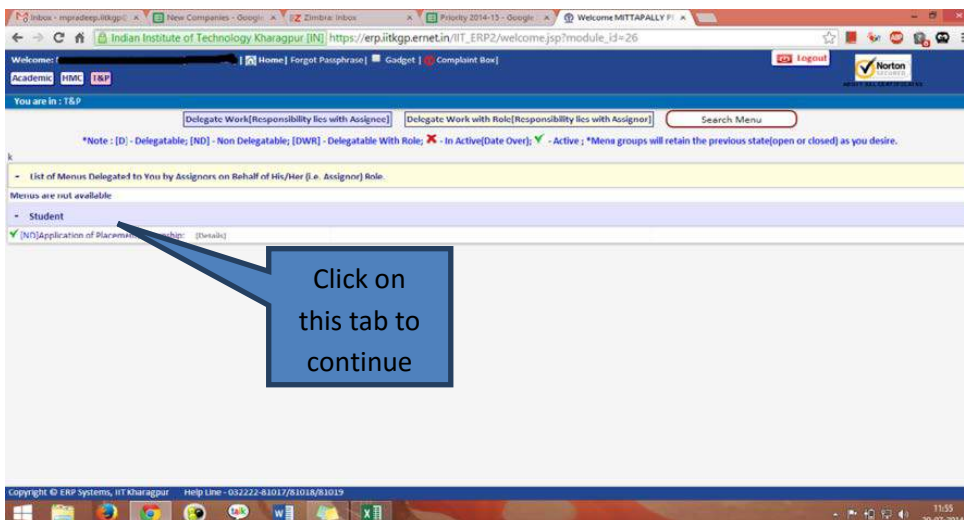 Inbox - mpradeep.iitkgp@
New Companies - Google
Zimbra: Inbox
Priority 2014-15 - Google
Welcome MITTAPALLY P
Indian Institute of Technology Kharagpur [IN] https://erp.iitkgp.ernet.in/IIT_ERP2/welcome.jsp?module_id=26
Welcome: | Home| Forgot Passphrase| Gadget | Complaint Box|
Logout
Norton
SECURED
Academic HMC T&P
You are in : T&P
Delegate Work[Responsibility lies with Assignee] Delegate Work with Role[Responsibility lies with Assignor] Search Menu
*Note : [D] - Delegatable; [ND] - Non Delegatable; [DWR] - Delegatable With Role; ✗ - In Active(Date Over); ✓ - Active ; *Menu groups will retain the previous state(open or closed) as you desire.
k
- List of Menus Delegated to You by Assignors on Behalf of His/Her (i.e. Assignor) Role.
Menus are not available
- Student
✓ [ND]Application of Placement [Details]
Click on
this tab to
continue
Copyright © ERP Systems, IIT Kharagpur Help Line - 032222-81017/81018/81019
11:55